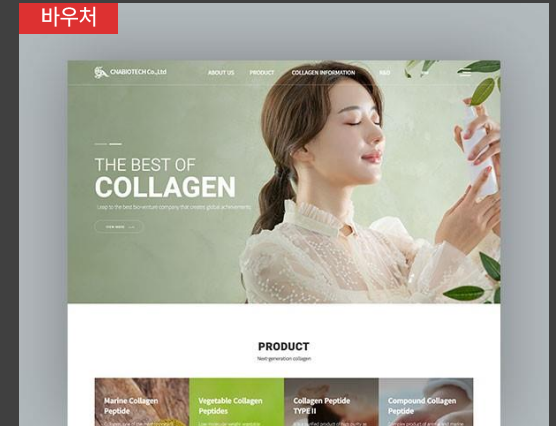 바우처
CNABIOTECH Co.,Ltd
ABOUT US PRODUCT COLLAGEN INFORMATION R&D
THE BEST OF
COLLAGEN
Leap to the best bio-venture company that creates global achievements
VIEW MORE
PRODUCT
Next-generation collagen
Marine Collagen Peptide
Vegetable Collagen Peptides
Collagen Peptide TYPE II
Compound Collagen Peptide